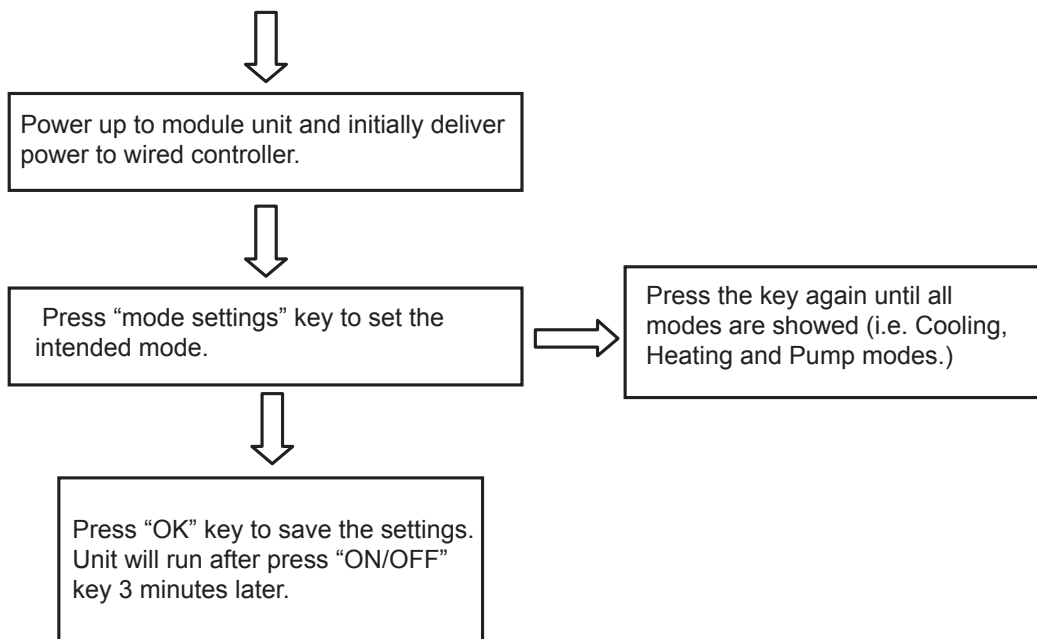 Power up to module unit and initially deliver
power to wired controller.
Press “mode settings” key to set the
intended mode.
Press the key again until all
modes are showed (i.e. Cooling,
Heating and Pump modes.)
Press “OK” key to save the settings.
Unit will run after press “ON/OFF”
key 3 minutes later.